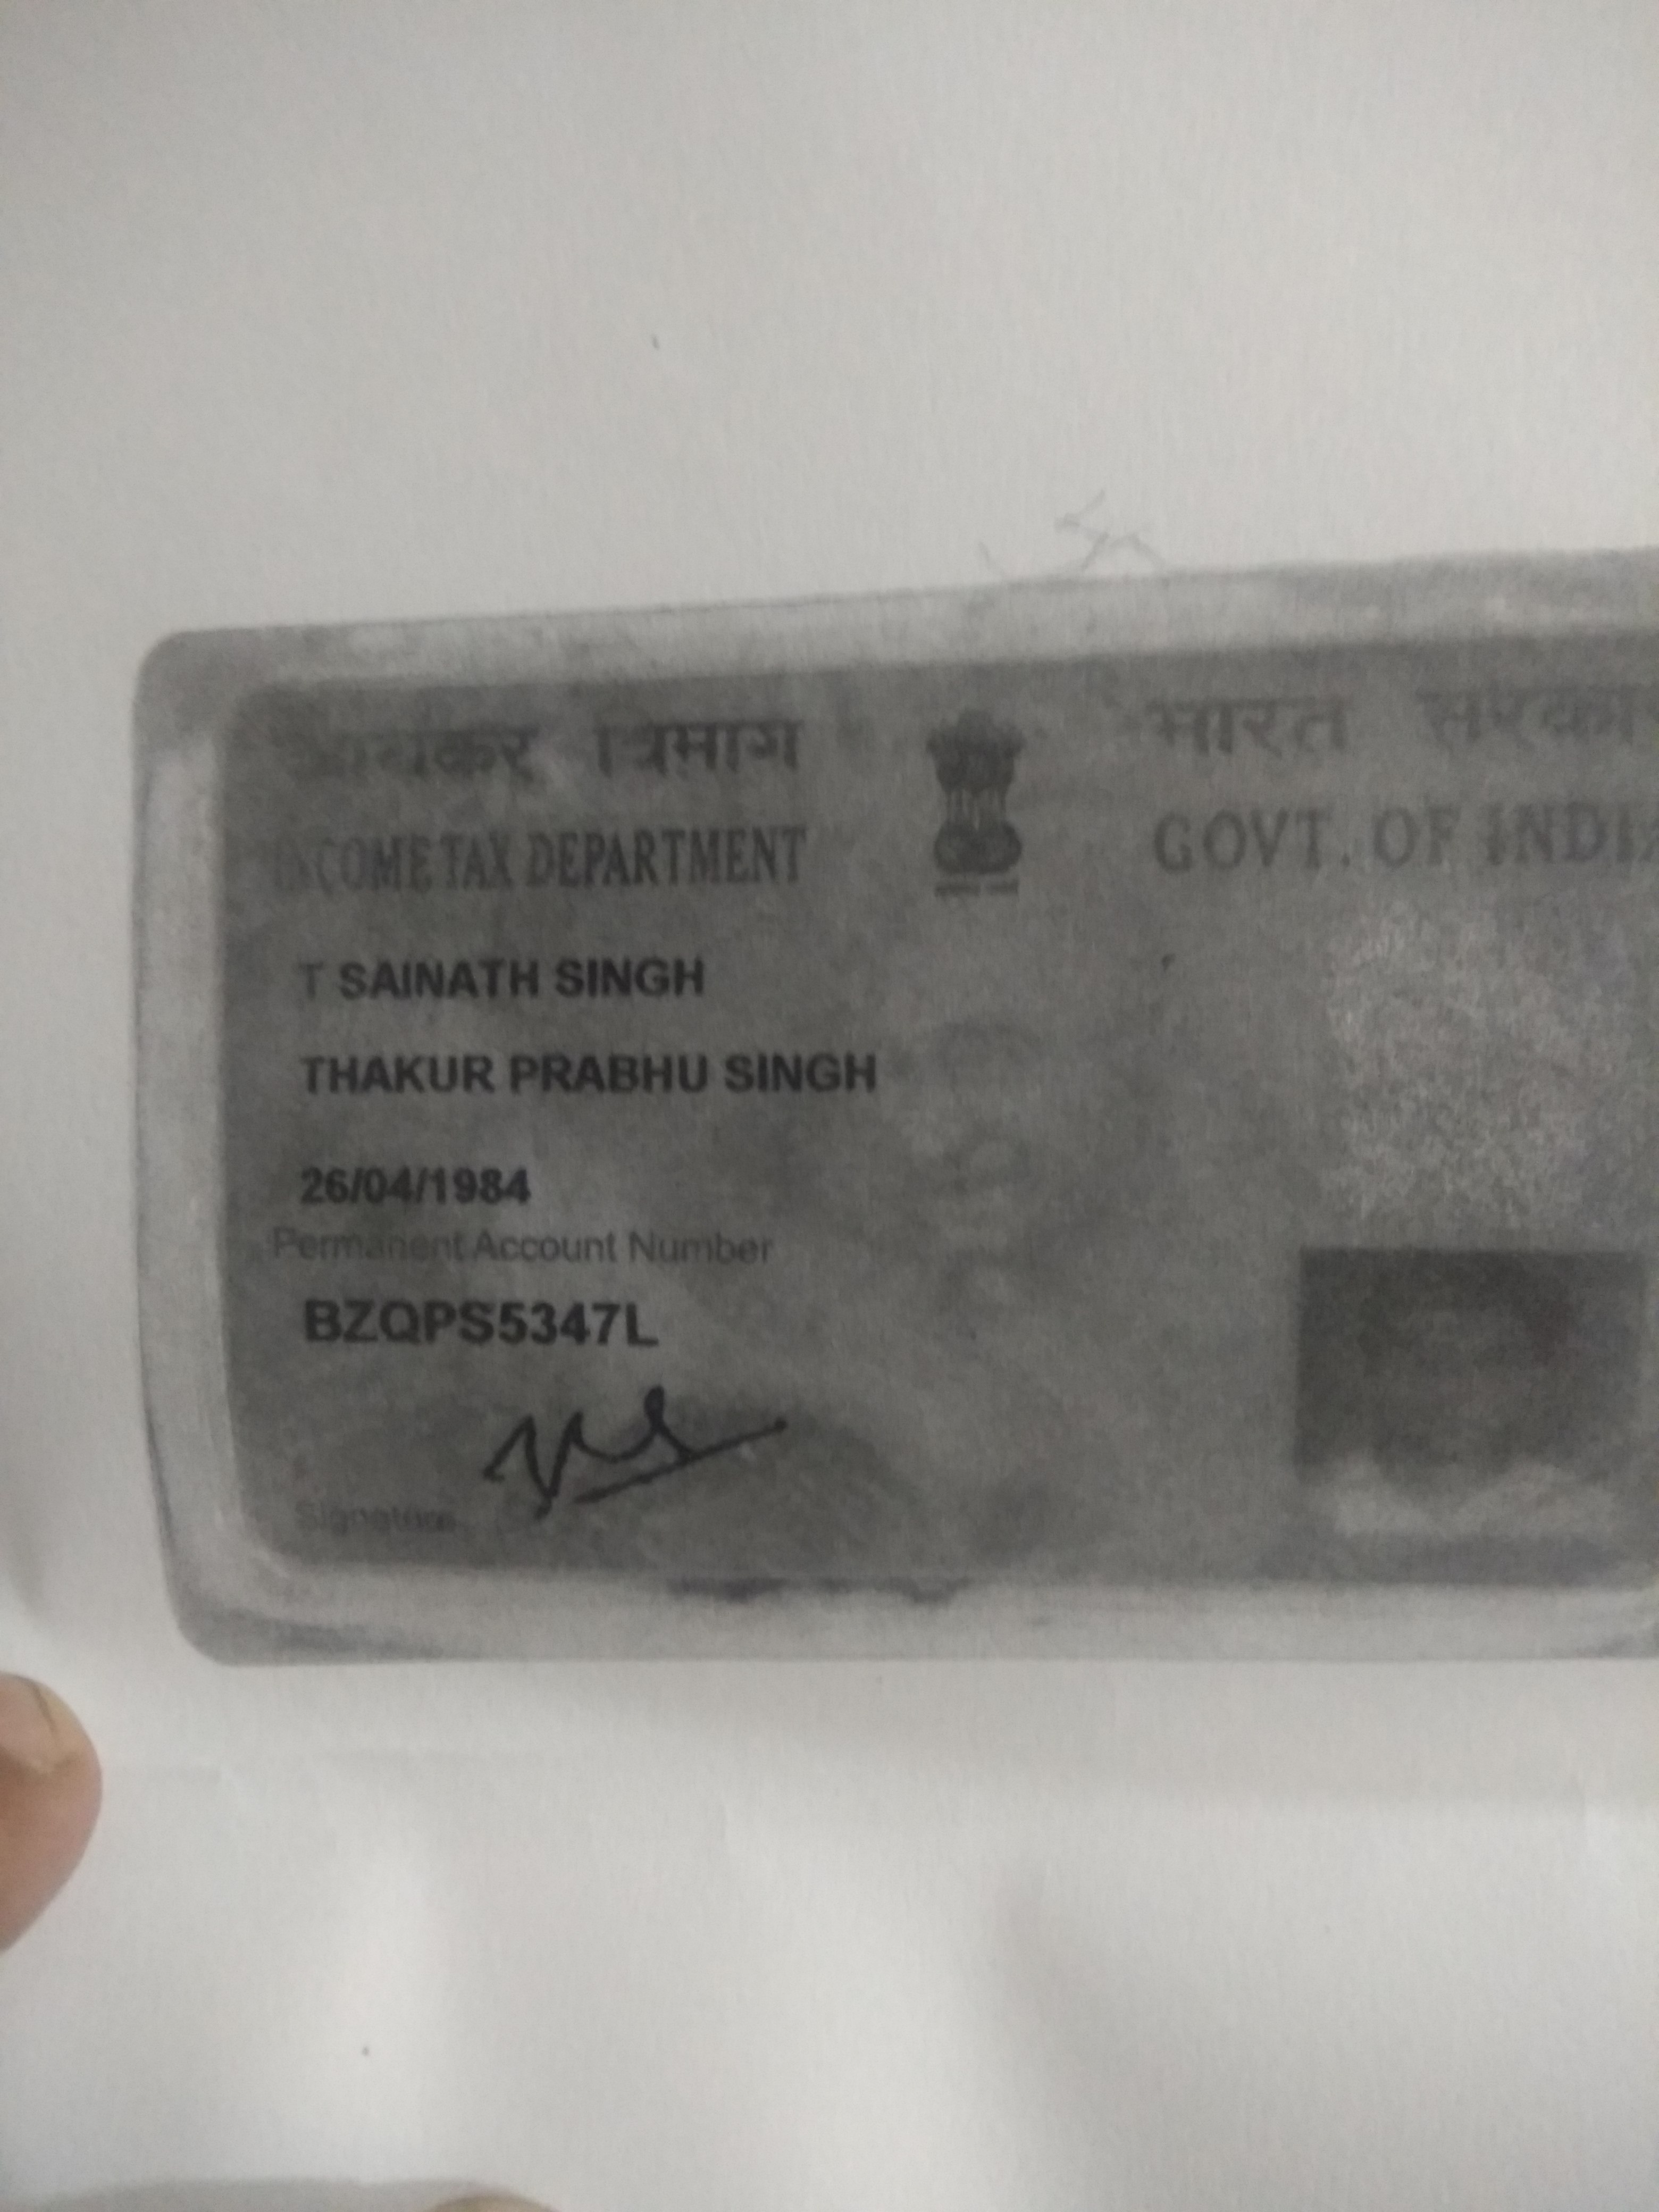 आयकर विभाग
INCOME TAX DEPARTMENT
भारत सरकार
GOVT. OF INDIA
T SAINATH SINGH
THAKUR PRABHU SINGH
26/04/1984
Permanent Account Number
BZQPS5347L
Signature